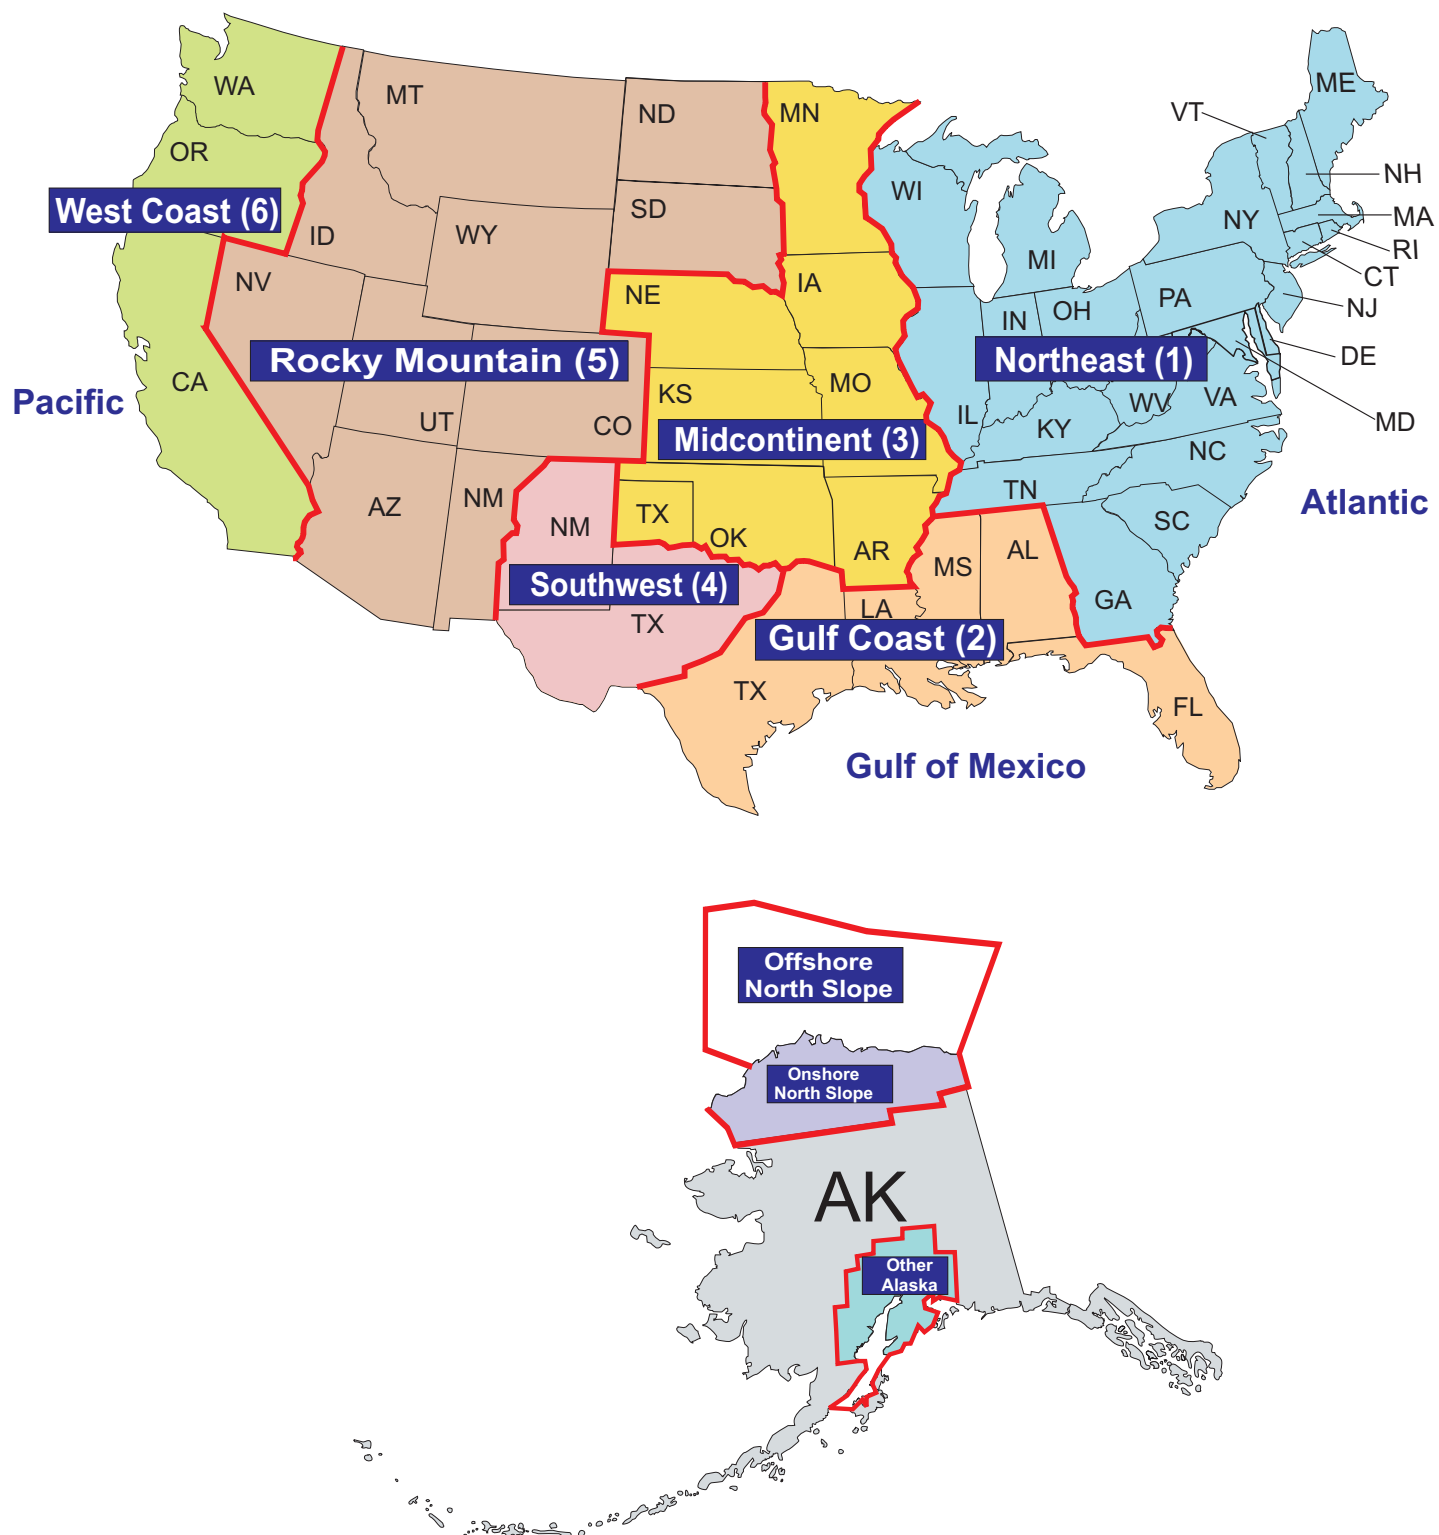 WA
MT
ND
MN
ME
VT
OR
NH
WI
West Coast (6)
SD
NY
MA
ID
WY
RI
MI
CT
NV
NE
IA
PA
NJ
IN
OH
Rocky Mountain (5)
Northeast (1)
DE
CA
KS
MO
Pacific
WV
VA
UT
CO
IL
KY
MD
Midcontinent (3)
NC
NM
TN
Atlantic
AZ
NM
TX
SC
OK
AR
MS
AL
Southwest (4)
GA
LA
TX
Gulf Coast (2)
TX
FL
Gulf of Mexico
Offshore
North Slope
Onshore
North Slope
AK
Other
Alaska